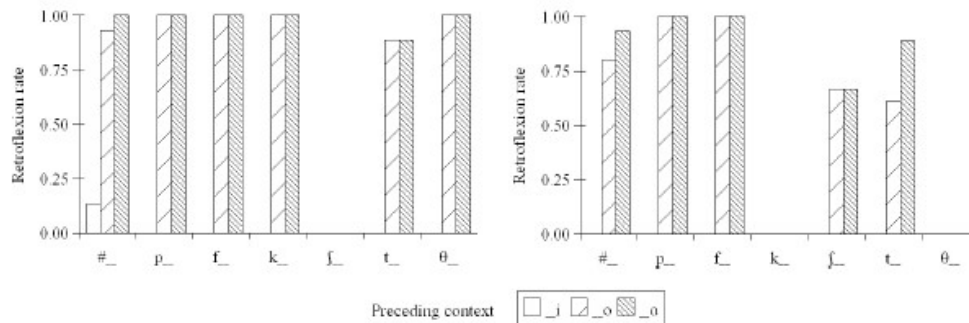 1.00
0.75
0.50
0.25
0.00
Retroflexion rate
#_ p_ f_ k_ ʃ_ t_ θ_
1.00
0.75
0.50
0.25
0.00
Retroflexion rate
#_ p_ f_ k_ ʃ_ t_ θ_
Preceding context _i _o _a